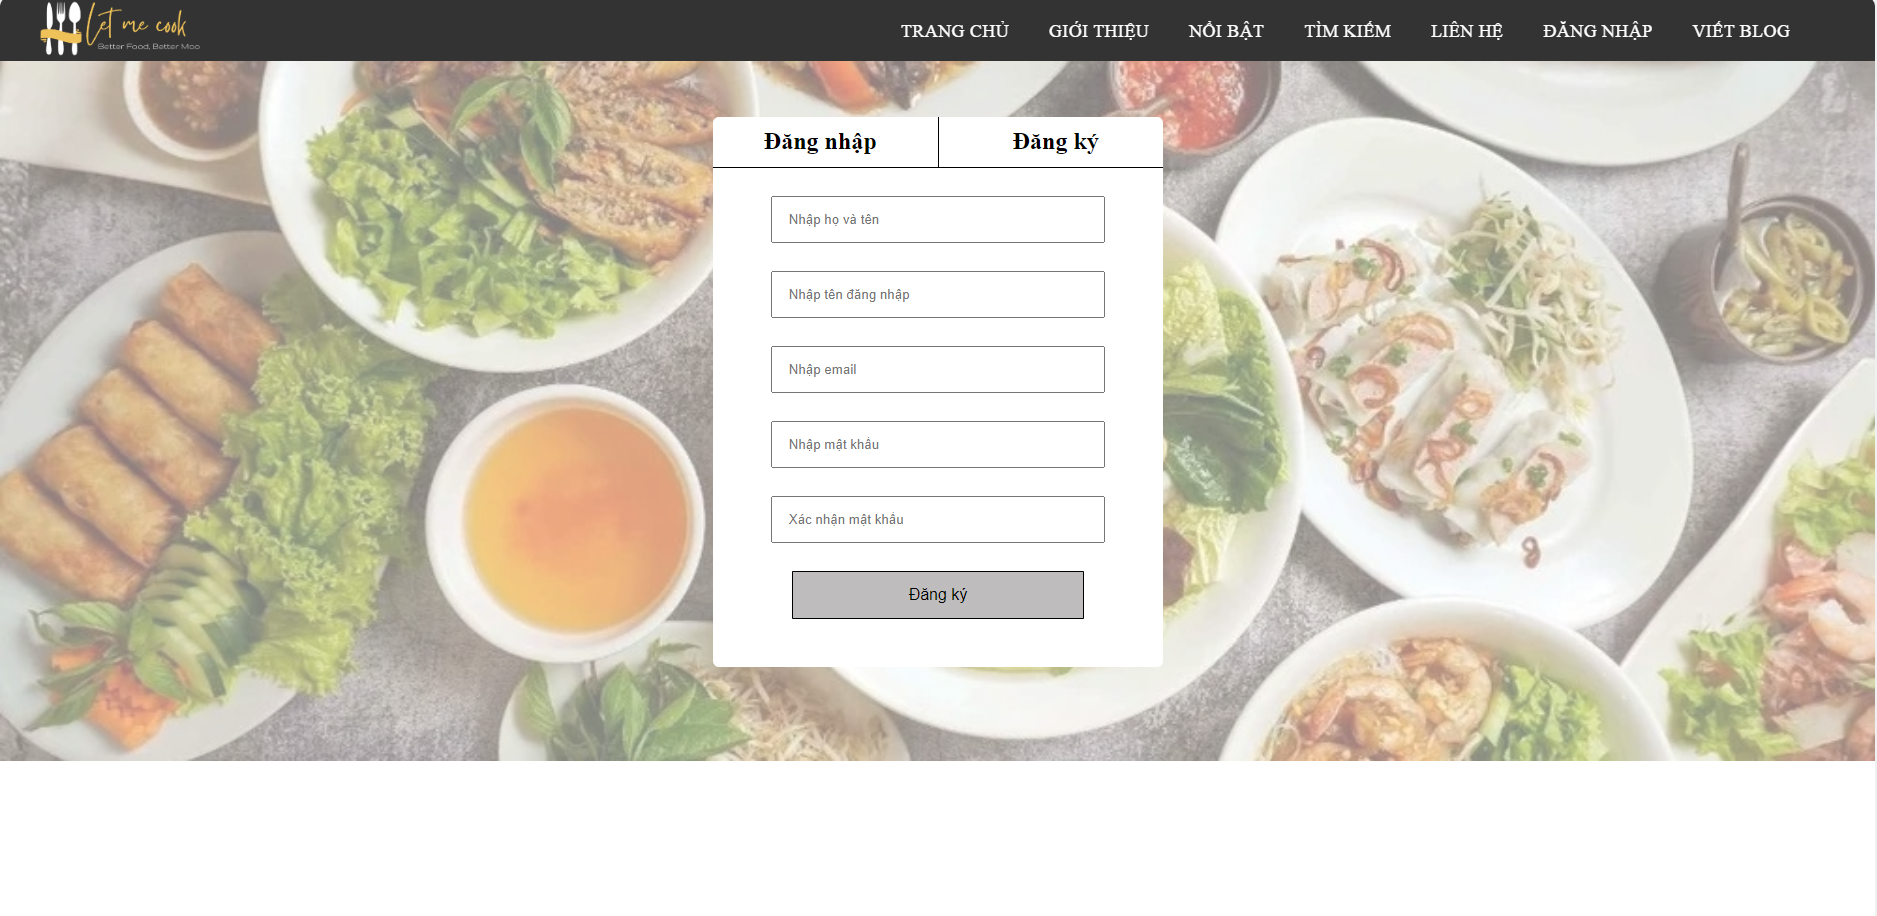 Let me cook
Better Food, Better Moo
TRANG CHỦ
GIỚI THIỆU
NỔI BẬT
TÌM KIẾM
LIÊN HỆ
ĐĂNG NHẬP
VIẾT BLOG
Đăng nhập
Đăng ký
Nhập họ và tên
Nhập tên đăng nhập
Nhập email
Nhập mật khẩu
Xác nhận mật khẩu
Đăng ký